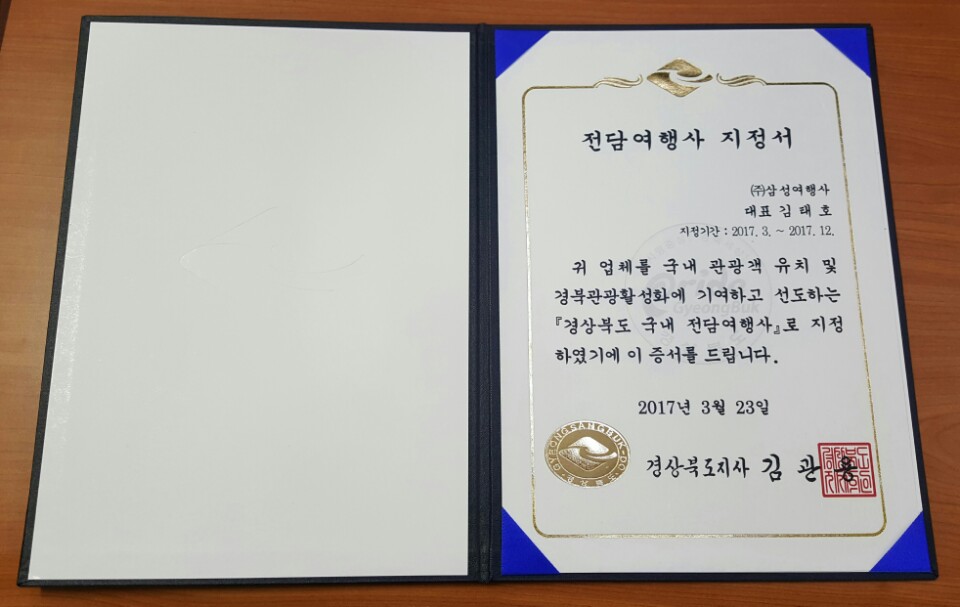 전담여행사 지정서
㈜삼성여행사
대표 김태호
지정기간 : 2017. 3. ~ 2017. 12.
귀 업체를 국내 관광객 유치 및
경북관광활성화에 기여하고 선도하는
『경상북도 국내 전담여행사』로 지정
하였기에 이 증서를 드립니다.
Pride
GyeongBuk
2017년 3월 23일
GYEONGSANGBUK-DO
경상북도지사 김관용